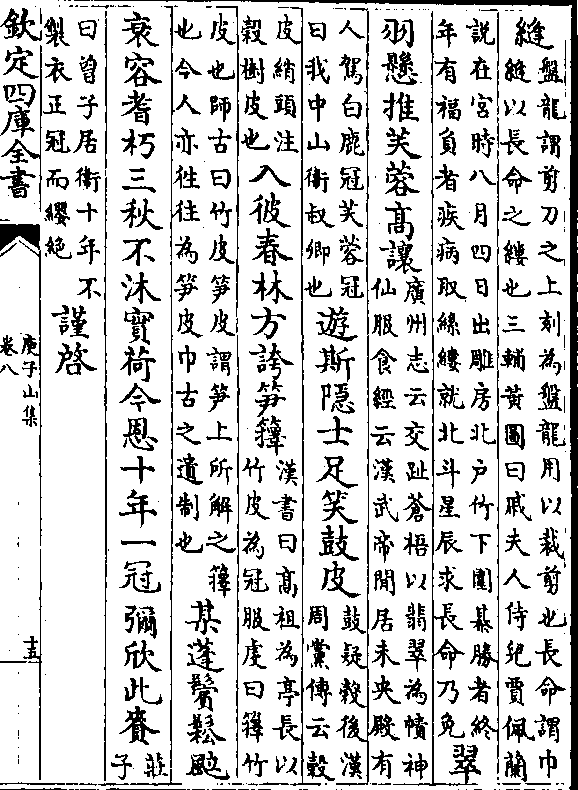 縫盤龍謂剪刀之上刻為盤龍用以裁剪也長命謂巾縫以長命之縷也三輔黃圖曰戚夫人侍兒賈佩蘭
說在宮時八月四日出雕房北户竹下圍棊勝者終年有福負者疾病取絲縷就北斗星辰求長命乃免翠
羽懸推芙蓉高讓廣州志云交趾蒼梧以翡翠為幘神仙服食經云漢武帝閒居未央殿有
人駕白鹿冠芙蓉冠曰我中山衛叔卿也遊斯隱士足笑鼓皮鼓疑榖後漢周黨傳云榖
皮綃頭注榖樹皮也入彼春林方誇笋籜漢書曰高祖為亭長以竹皮為冠服虔曰籜竹
皮也師古曰竹皮笋皮謂笋上所解之籜也今人亦往往為笋皮巾古之遺制也某蓬鬢鬆颼
衰容耆朽三秋不沐實荷今恩十年一冠彌欣此賚莊子
曰曾子居衛十年不製衣正冠而纓絕謹啓
欽定四庫全書
庾子山集
卷八
十五